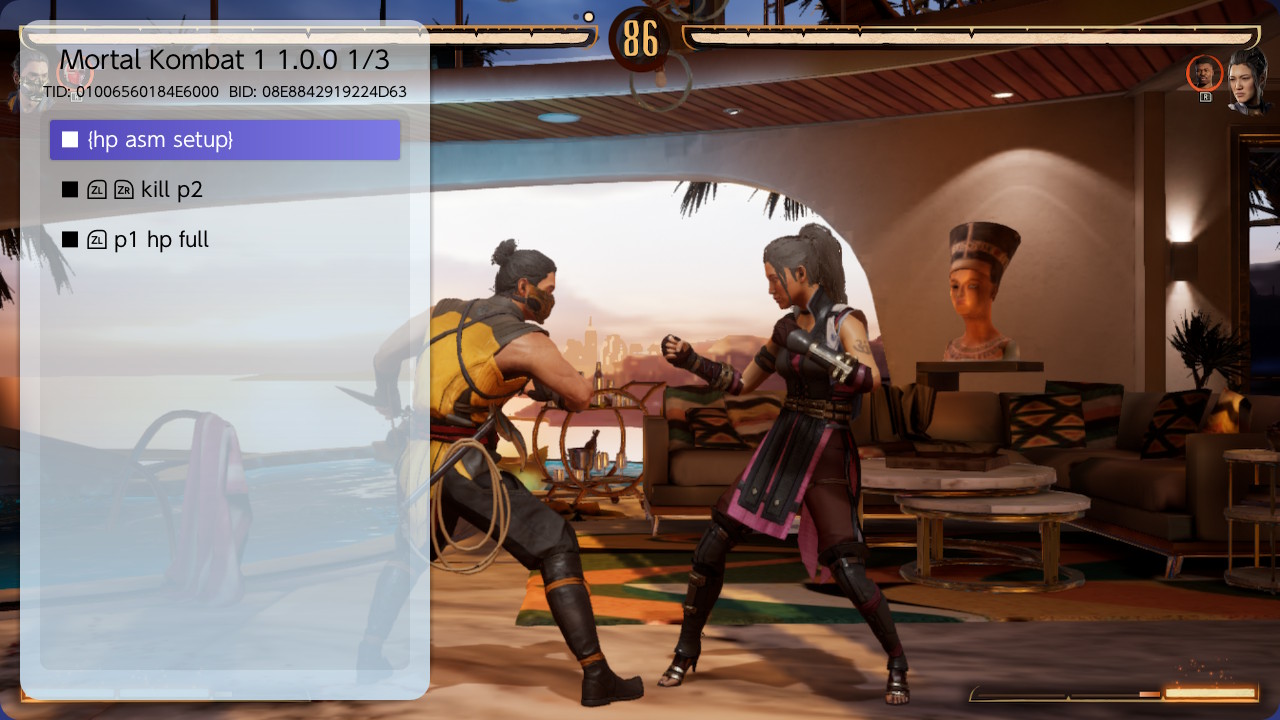 86
Mortal Kombat 1 1.0.0 1/3
TID: 01006560184E6000 BID: 08E8842919224D63
{hp asm setup}
ZL ZR kill p2
ZL p1 hp full
R